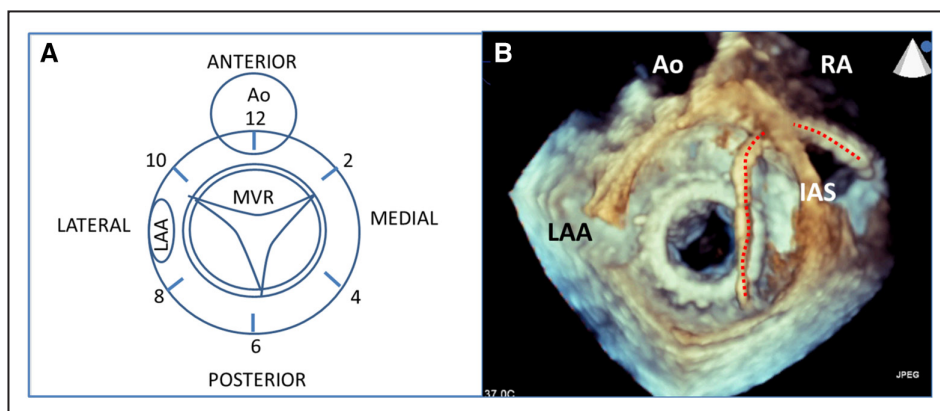 A
ANTERIOR
Ao
12
10
2
MVR
LATERAL
LAA
MEDIAL
8
4
6
POSTERIOR
B
Ao
RA
IAS
LAA
JPEG
37.0C